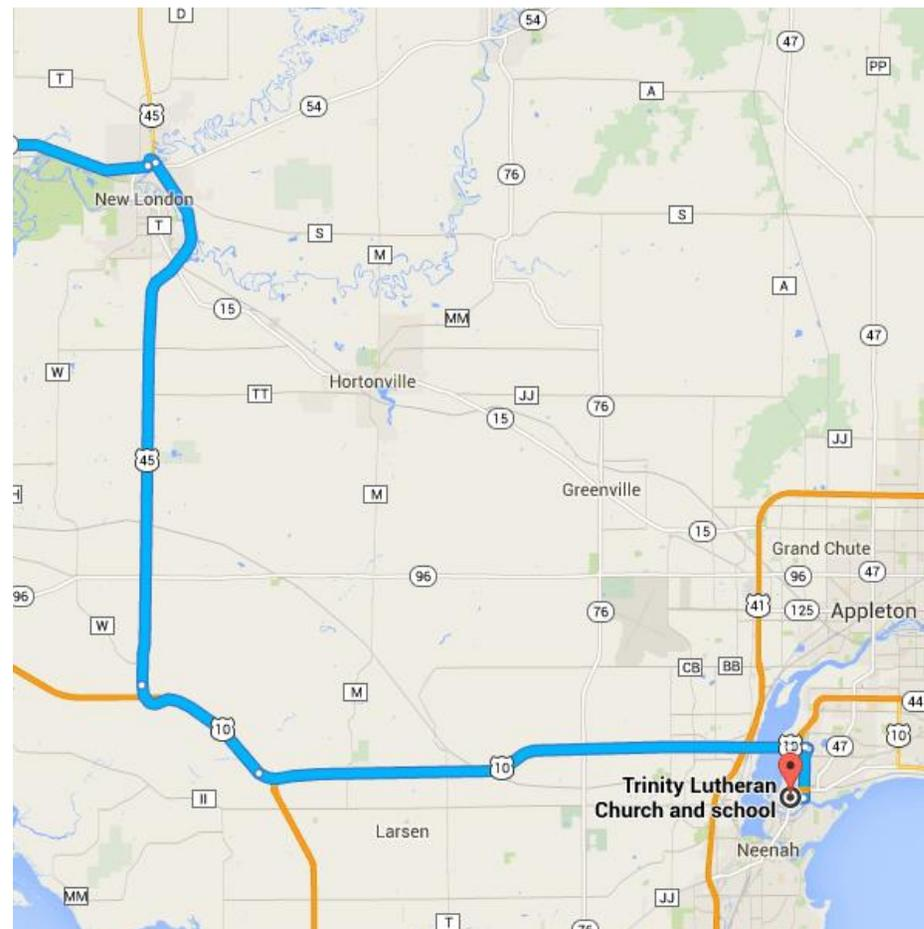 D
54
47
PP
T
45
54
A
76
New London
T
S
S
M
A
15
MM
47
W
Hortonville
TT
JJ
76
15
JJ
45
M
Greenville
15
Grand Chute
96
96
47
96
41
125
Appleton
76
W
CB
BB
M
44
10
10
47
10
10
Trinity Lutheran
Church and school
II
Larsen
Neenah
MM
JJ
T
76